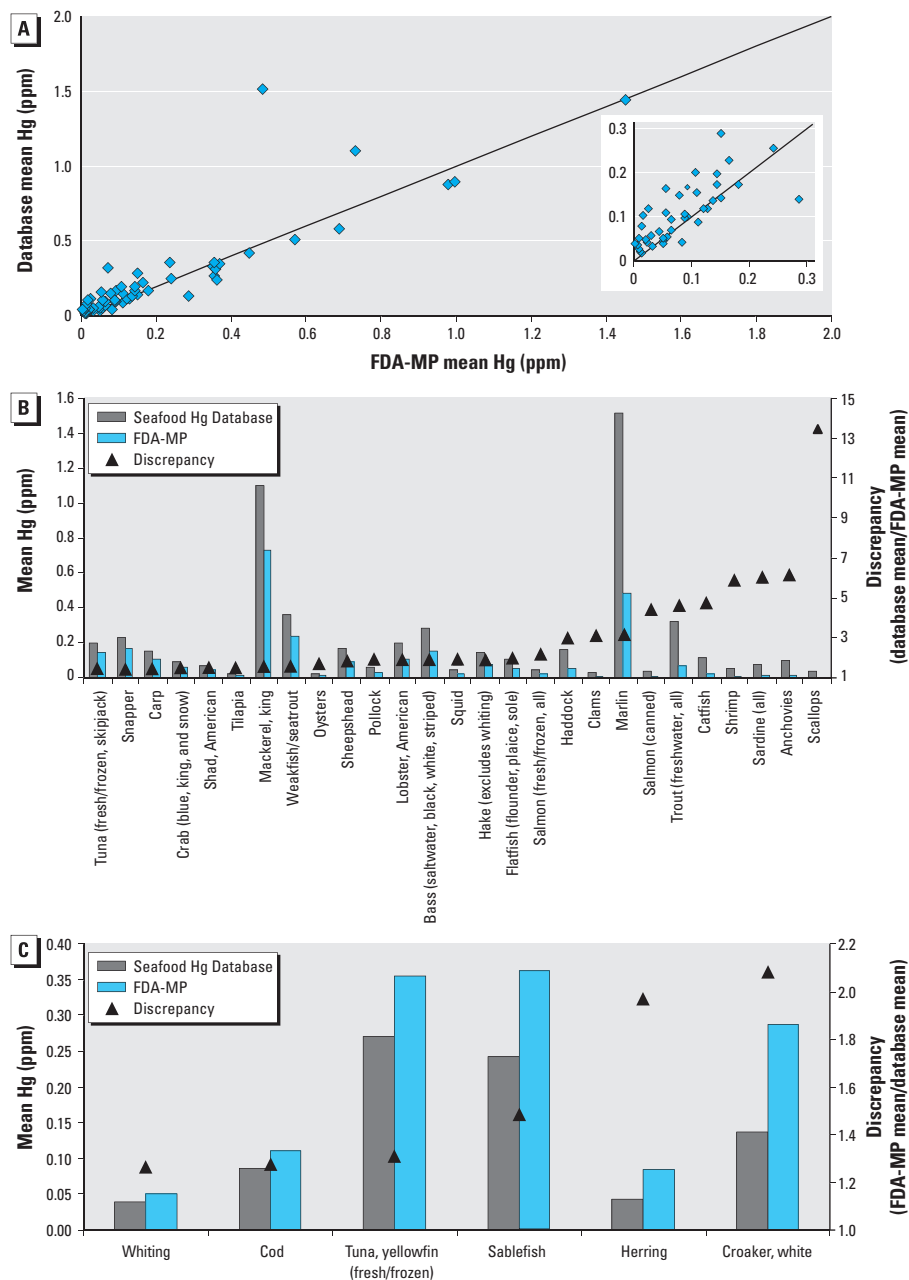 A
2.0
1.5
1.0
0.5
0
Database mean Hg (ppm)
0.3
0.2
0.1
0
0 0.1 0.2 0.3
0 0.2 0.4 0.6 0.8 1.0 1.2 1.4 1.6 1.8 2.0
FDA-MP mean Hg (ppm)
B
1.6
1.4
1.2
1.0
0.8
0.6
0.4
0.2
0
Mean Hg (ppm)
Seafood Hg Database
FDA-MP
Discrepancy
15
13
11
9
7
5
3
1
Discrepancy
(database mean/FDA-MP mean)
Tuna (fresh/frozen, skipjack)
Snapper
Carp
Crab (blue, king, and snow)
Shad, American
Tilapia
Mackerel, king
Weakfish/seatrout
Oysters
Sheepshead
Pollock
Lobster, American
Bass (saltwater, black, white, striped)
Squid
Hake (excludes whiting)
Flatfish (flounder, plaice, sole)
Salmon (fresh/frozen, all)
Haddock
Clams
Marlin
Salmon (canned)
Trout (freshwater, all)
Catfish
Shrimp
Sardine (all)
Anchovies
Scallops
C
0.40
0.35
0.30
0.25
0.20
0.15
0.10
0.05
0.00
Mean Hg (ppm)
Seafood Hg Database
FDA-MP
Discrepancy
2.2
2.0
1.8
1.6
1.4
1.2
1.0
Discrepancy
(FDA-MP mean/database mean)
Whiting
Cod
Tuna, yellowfin
(fresh/frozen)
Sablefish
Herring
Croaker, white